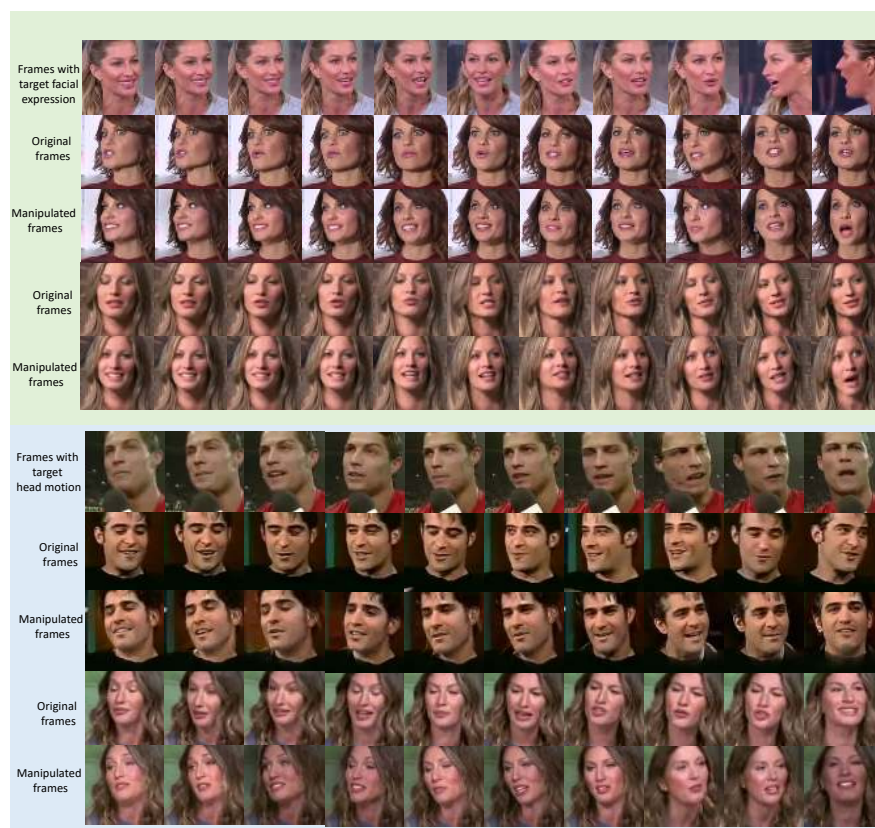 Frames with
target facial
expression
Original
frames
Manipulated
frames
Original
frames
Manipulated
frames
Frames with
target
head motion
Original
frames
Manipulated
frames
Original
frames
Manipulated
frames